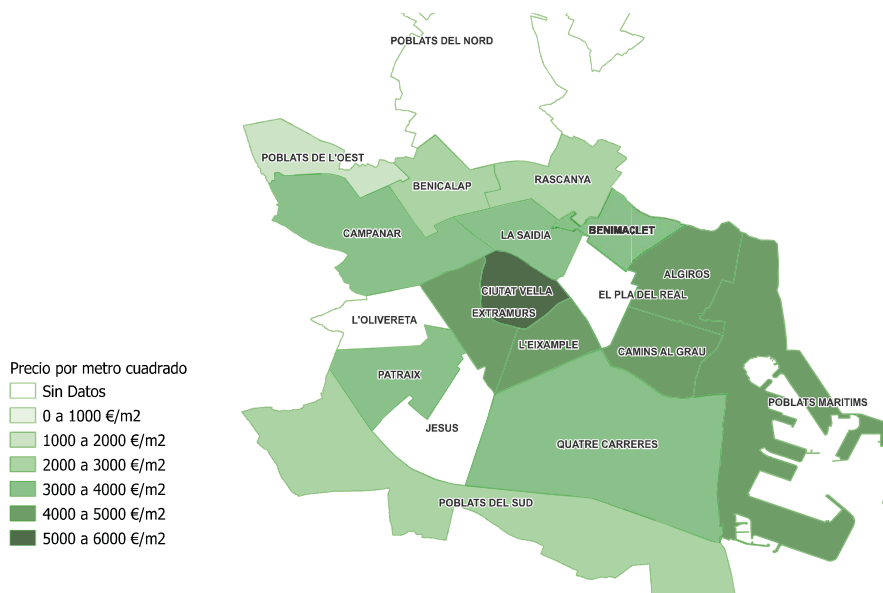 POBLATS DEL NORD
POBLATS DE L'OEST
BENICALAP
RASCANYA
CAMPANAR
LA SAIDIA
BENIMACLET
ALGIROS
CIUTAT VELLA
EL PLA DEL REAL
EXTRAMURS
L'OLIVERETA
L'EIXAMPLE
CAMINS AL GRAU
PATRAIX
POBLATS MARITIMS
JESUS
QUATRE CARRERES
POBLATS DEL SUD
Precio por metro cuadrado
Sin Datos
0 a 1000 €/m2
1000 a 2000 €/m2
2000 a 3000 €/m2
3000 a 4000 €/m2
4000 a 5000 €/m2
5000 a 6000 €/m2